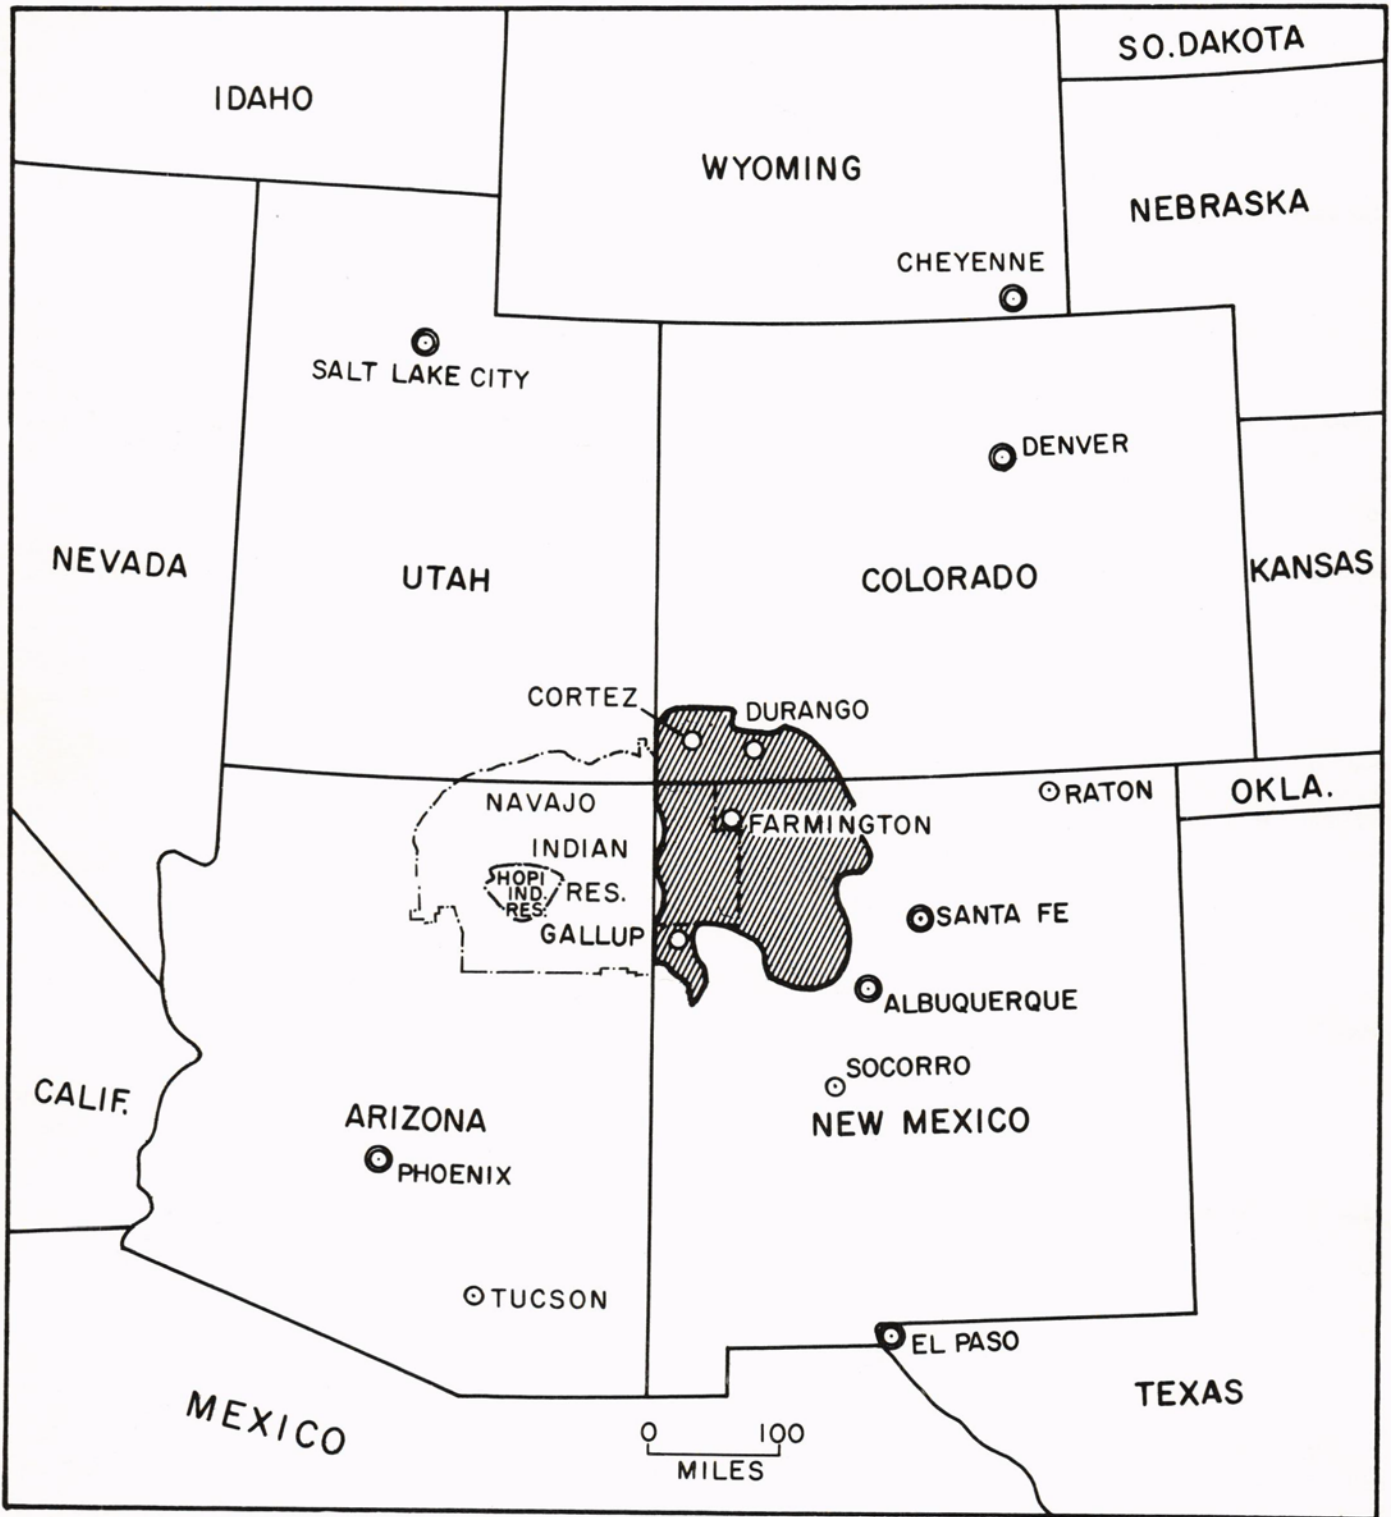 SO. DAKOTA
IDAHO
WYOMING
NEBRASKA
CHEYENNE
SALT LAKE CITY
DENVER
NEVADA
UTAH
COLORADO
KANSAS
CORTEZ
DURANGO
NAVAJO
RATON
OKLA.
FARMINGTON
INDIAN
HOPI
IND.
RES.
RES.
SANTA FE
GALLUP
ALBUQUERQUE
SOCORRO
CALIF.
ARIZONA
NEW MEXICO
PHOENIX
TUCSON
EL PASO
TEXAS
MEXICO
0 100
MILES